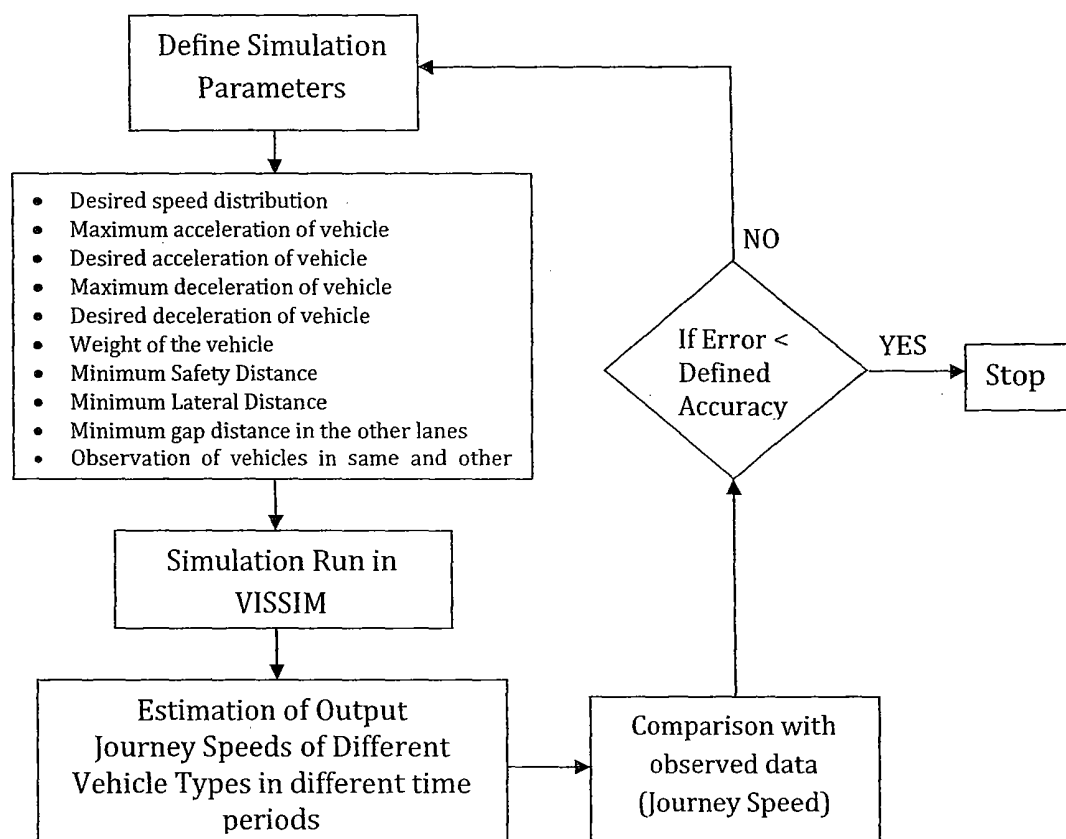 Define Simulation
Parameters
• Desired speed distribution
• Maximum acceleration of vehicle
• Desired acceleration of vehicle
• Maximum deceleration of vehicle
• Desired deceleration of vehicle
• Weight of the vehicle
• Minimum Safety Distance
• Minimum Lateral Distance
• Minimum gap distance in the other lanes
• Observation of vehicles in same and other
Simulation Run in
VISSIM
Estimation of Output
Journey Speeds of Different
Vehicle Types in different time
periods
Comparison with
observed data
(Journey Speed)
If Error <
Defined
Accuracy
NO
YES
Stop